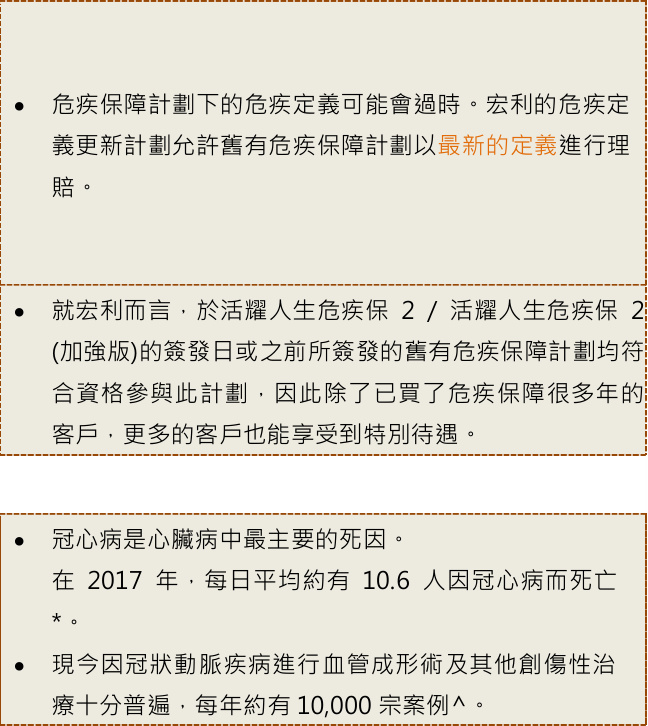 • 危疾保障計劃下的危疾定義可能會過時。宏利的危疾定
義更新計劃允許舊有危疾保障計劃以最新的定義進行理
賠。
• 就宏利而言，於活耀人生危疾保 2 / 活耀人生危疾保 2
(加強版)的簽發日或之前所簽發的舊有危疾保障計劃均符
合資格參與此計劃，因此除了已買了危疾保障很多年的
客戶，更多的客戶也能享受到特別待遇。
• 冠心病是心臟病中最主要的死因。
在 2017 年，每日平均約有 10.6 人因冠心病而死亡
*。
• 現今因冠狀動脈疾病進行血管成形術及其他創傷性治
療十分普遍，每年約有 10,000 宗案例^。